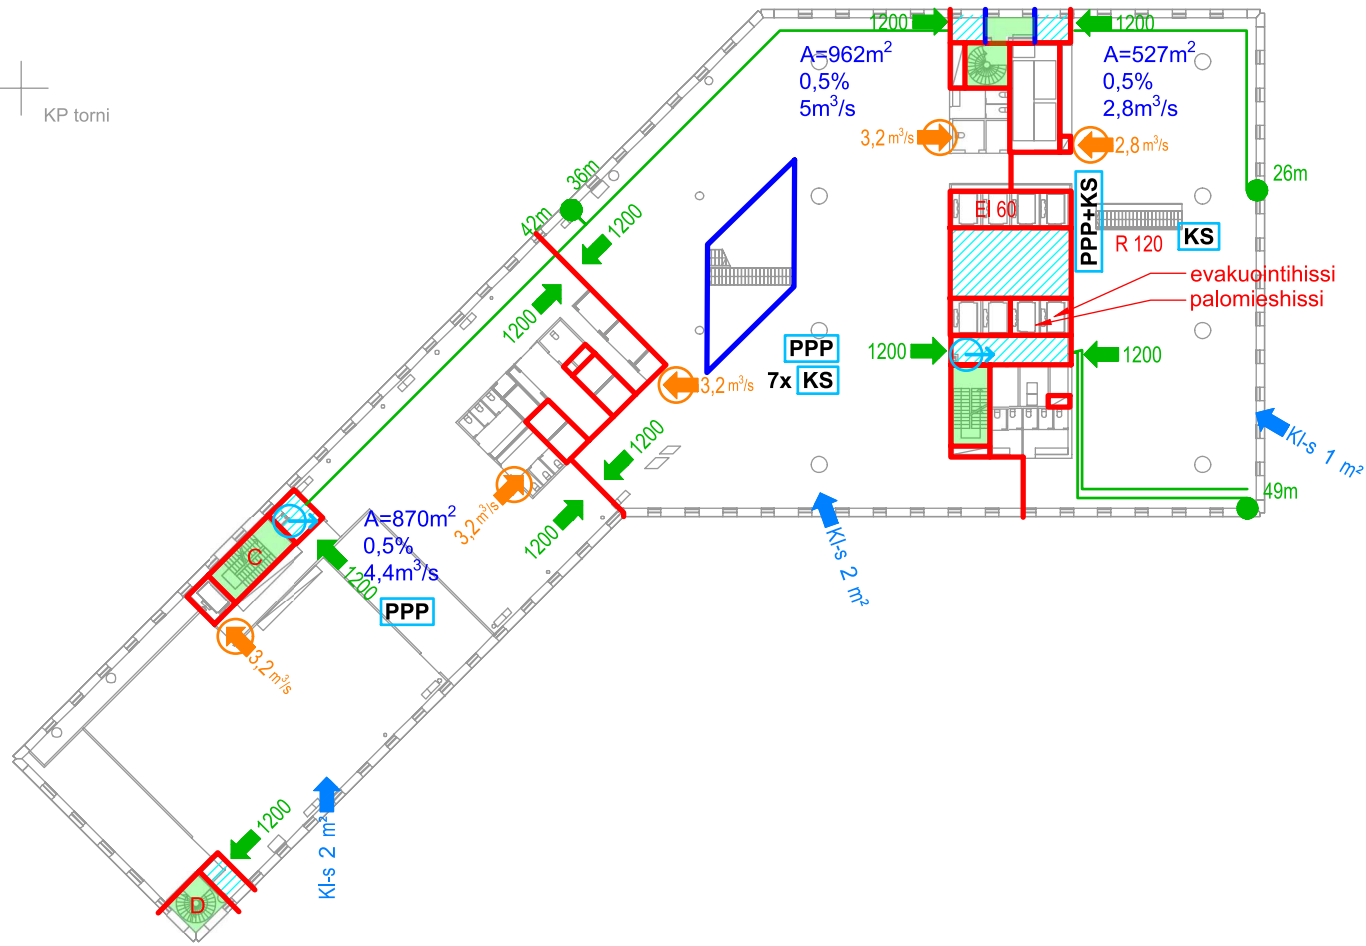 1200
1200
A=962m²
0,5%
5m³/s
A=527m²
0,5%
2,8m³/s
KP torni
3,2 m³/s
2,8 m³/s
36m
26m
42m
1200
EI 60
PPP+KS
R 120
KS
evakuointihissi
palomieshissi
1200
1200
1200
PPP
7x KS
3,2 m³/s
1200
KI-s 1 m²
3,2 m³/s
49m
A=870m²
0,5%
4,4m³/s
1200
KI-s 2 m²
C
1200
PPP
3,2 m³/s
1200
KI-s 2 m²
D